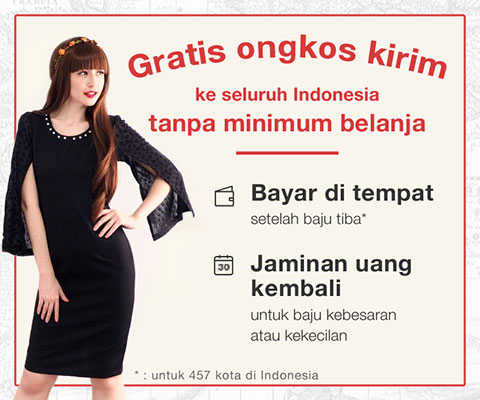 Gratis ongkos kirim
ke seluruh Indonesia
tanpa minimum belanja
Bayar di tempat
setelah baju tiba*
30
Jaminan uang
kembali
untuk baju kebesaran
atau kekecilan
* : untuk 457 kota di Indonesia